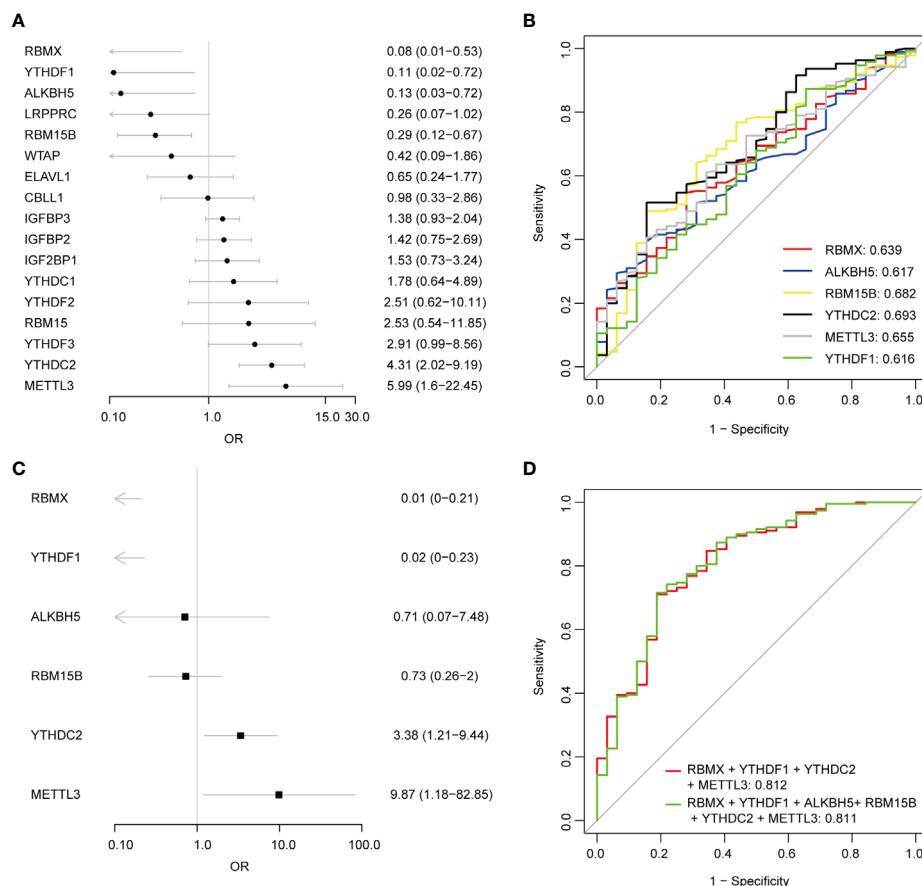 A
RBMX 0.08 (0.01−0.53)
YTHDF1 0.11 (0.02−0.72)
ALKBH5 0.13 (0.03−0.72)
LRPPRC 0.26 (0.07−1.02)
RBM15B 0.29 (0.12−0.67)
WTAP 0.42 (0.09−1.86)
ELAVL1 0.65 (0.24−1.77)
CBLL1 0.98 (0.33−2.86)
IGFBP3 1.38 (0.93−2.04)
IGFBP2 1.42 (0.75−2.69)
IGF2BP1 1.53 (0.73−3.24)
YTHDC1 1.78 (0.64−4.89)
YTHDF2 2.51 (0.62−10.11)
RBM15 2.53 (0.54−11.85)
YTHDF3 2.91 (0.99−8.56)
YTHDC2 4.31 (2.02−9.19)
METTL3 5.99 (1.6−22.45)
0.10 1.0 15.0 30.0
OR
B
Sensitivity
1.0
0.8
0.6
0.4
0.2
0.0
RBMX: 0.639
ALKBH5: 0.617
RBM15B: 0.682
YTHDC2: 0.693
METTL3: 0.655
YTHDF1: 0.616
0.0 0.2 0.4 0.6 0.8 1.0
1 − Specificity
C
RBMX 0.01 (0−0.21)
YTHDF1 0.02 (0−0.23)
ALKBH5 0.71 (0.07−7.48)
RBM15B 0.73 (0.26−2)
YTHDC2 3.38 (1.21−9.44)
METTL3 9.87 (1.18−82.85)
0.10 1.0 10.0 100.0
OR
D
Sensitivity
1.0
0.8
0.6
0.4
0.2
0.0
RBMX + YTHDF1 + YTHDC2
+ METTL3: 0.812
RBMX + YTHDF1 + ALKBH5+ RBM15B
+ YTHDC2 + METTL3: 0.811
0.0 0.2 0.4 0.6 0.8 1.0
1 − Specificity